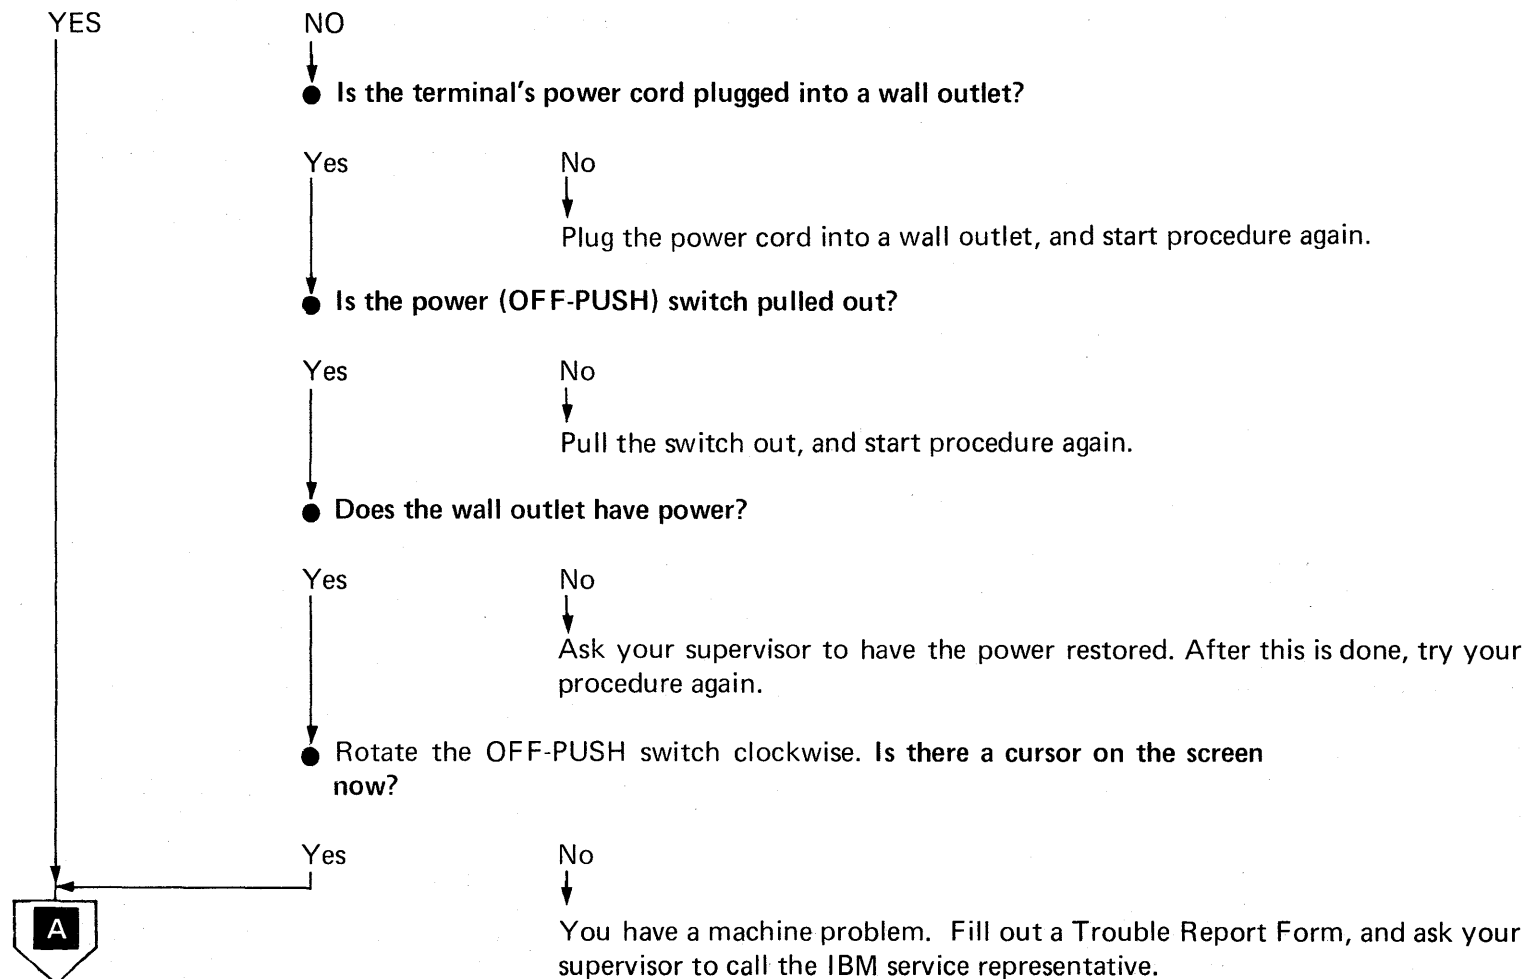 YES NO
Is the terminal's power cord plugged into a wall outlet?
Yes No
Plug the power cord into a wall outlet, and start procedure again.
Is the power (OFF-PUSH) switch pulled out?
Yes No
Pull the switch out, and start procedure again.
Does the wall outlet have power?
Yes No
Ask your supervisor to have the power restored. After this is done, try your
procedure again.
Rotate the OFF-PUSH switch clockwise. Is there a cursor on the screen
now?
Yes No
A
You have a machine problem. Fill out a Trouble Report Form, and ask your
supervisor to call the IBM service representative.